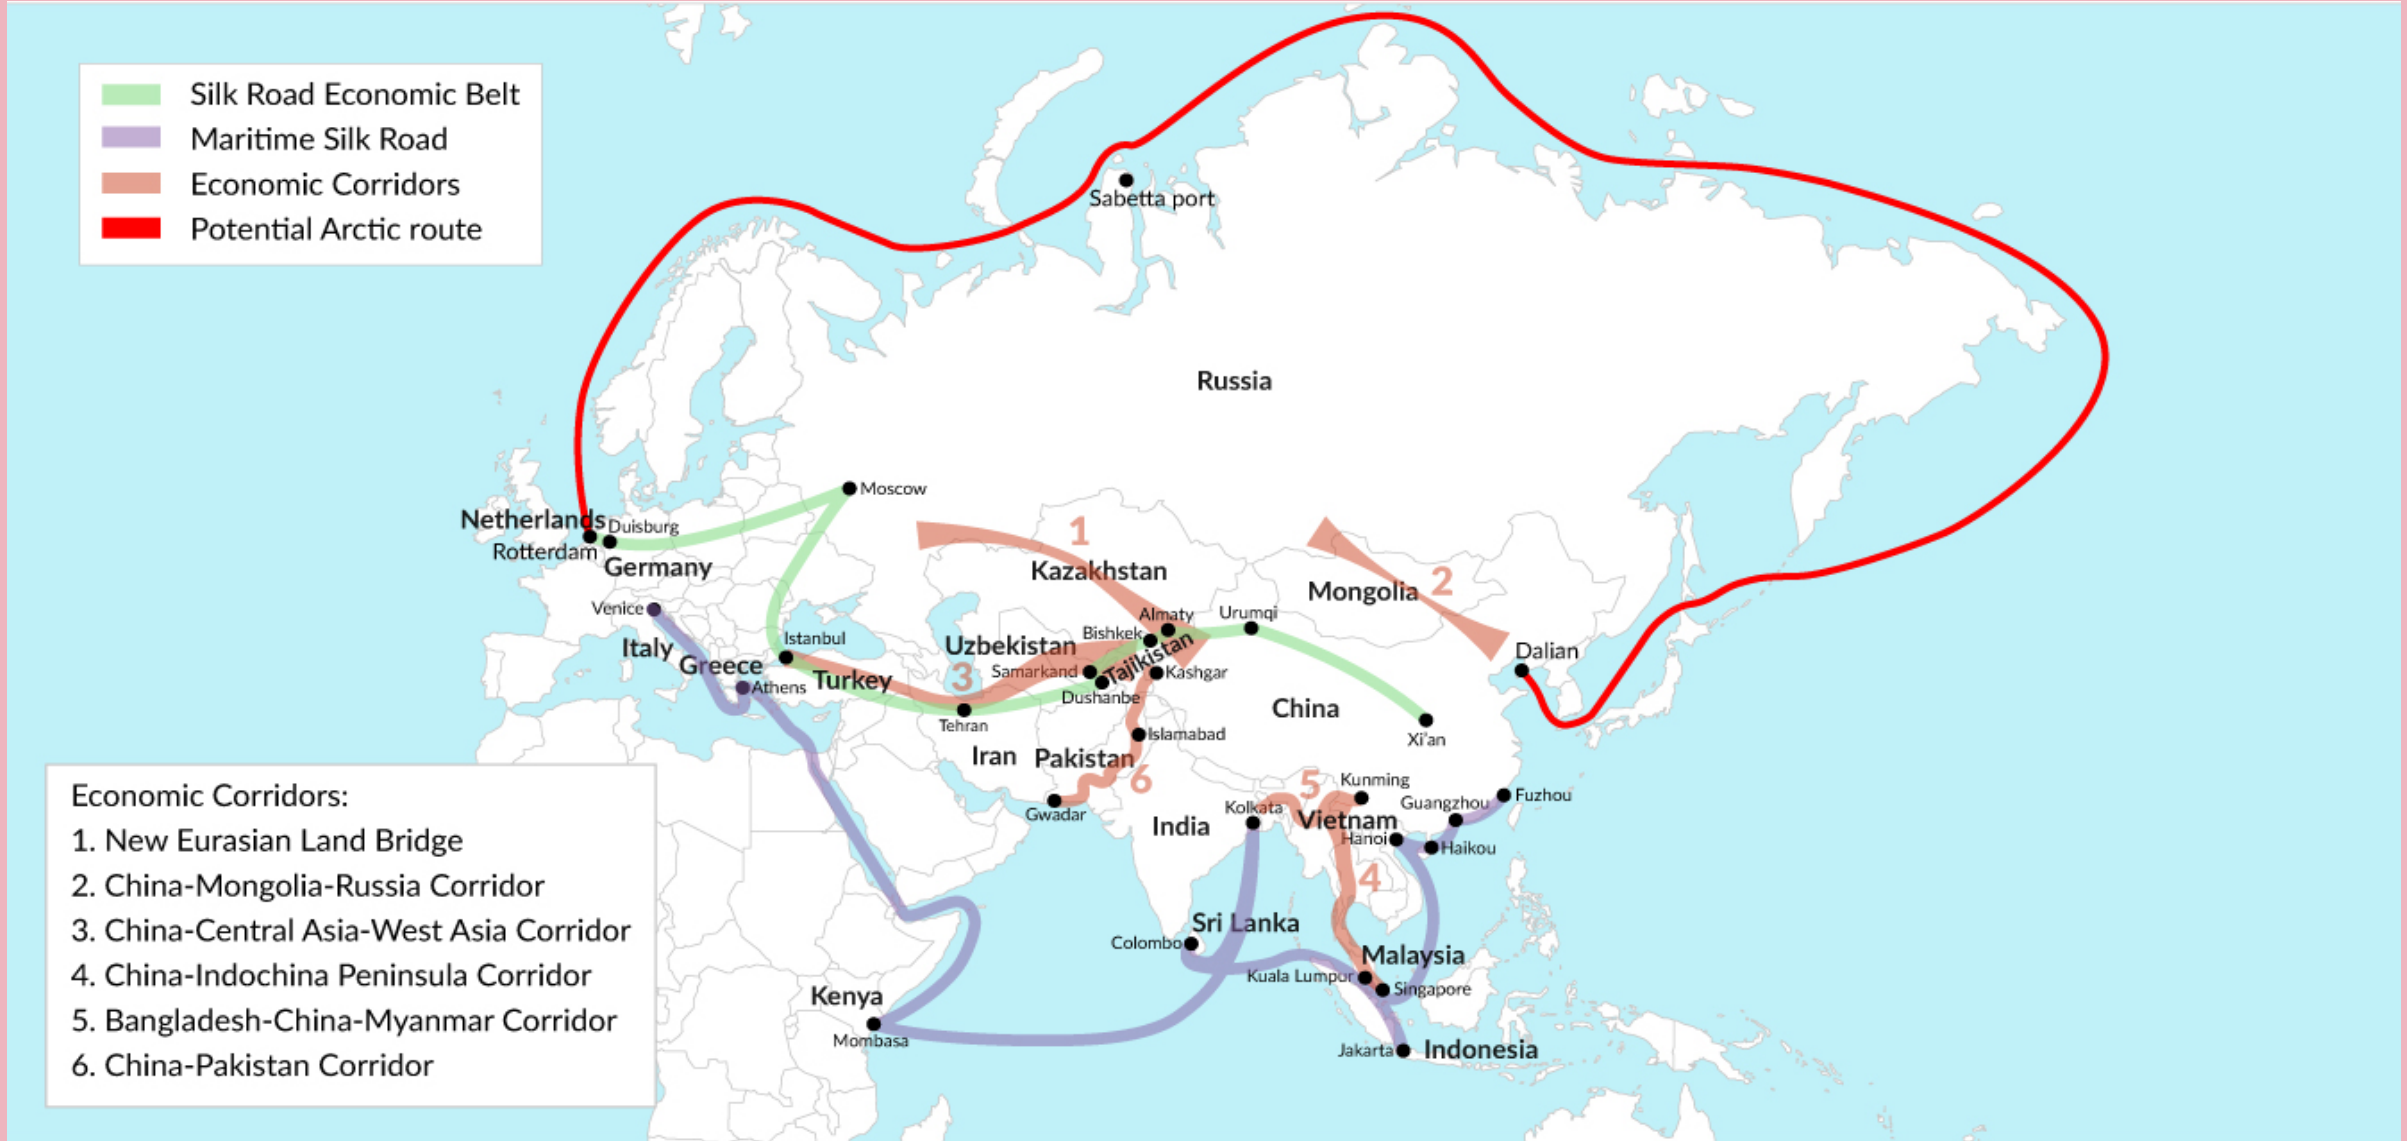 Silk Road Economic Belt
Maritime Silk Road
Economic Corridors
Potential Arctic route
Sabetta port
Russia
Moscow
Netherlands
Duisburg
Rotterdam
Germany
1
Kazakhstan
Mongolia
2
Venice
Almaty
Urumqi
Istanbul
Bishkek
Italy
Uzbekistan
Tajikistan
Dalian
Greece
Turkey
3
Samarkand
Kashgar
Athens
Dushanbe
China
Tehran
Islamabad
Xi'an
Iran
Pakistan
6
5
Kunming
Gwadar
Kolkata
Guangzhou
Fuzhou
India
Vietnam
Hanoi
Haikou
4
Sri Lanka
Colombo
Malaysia
Kuala Lumpur
Singapore
Kenya
Mombasa
Jakarta
Indonesia
Economic Corridors:
1. New Eurasian Land Bridge
2. China-Mongolia-Russia Corridor
3. China-Central Asia-West Asia Corridor
4. China-Indochina Peninsula Corridor
5. Bangladesh-China-Myanmar Corridor
6. China-Pakistan Corridor